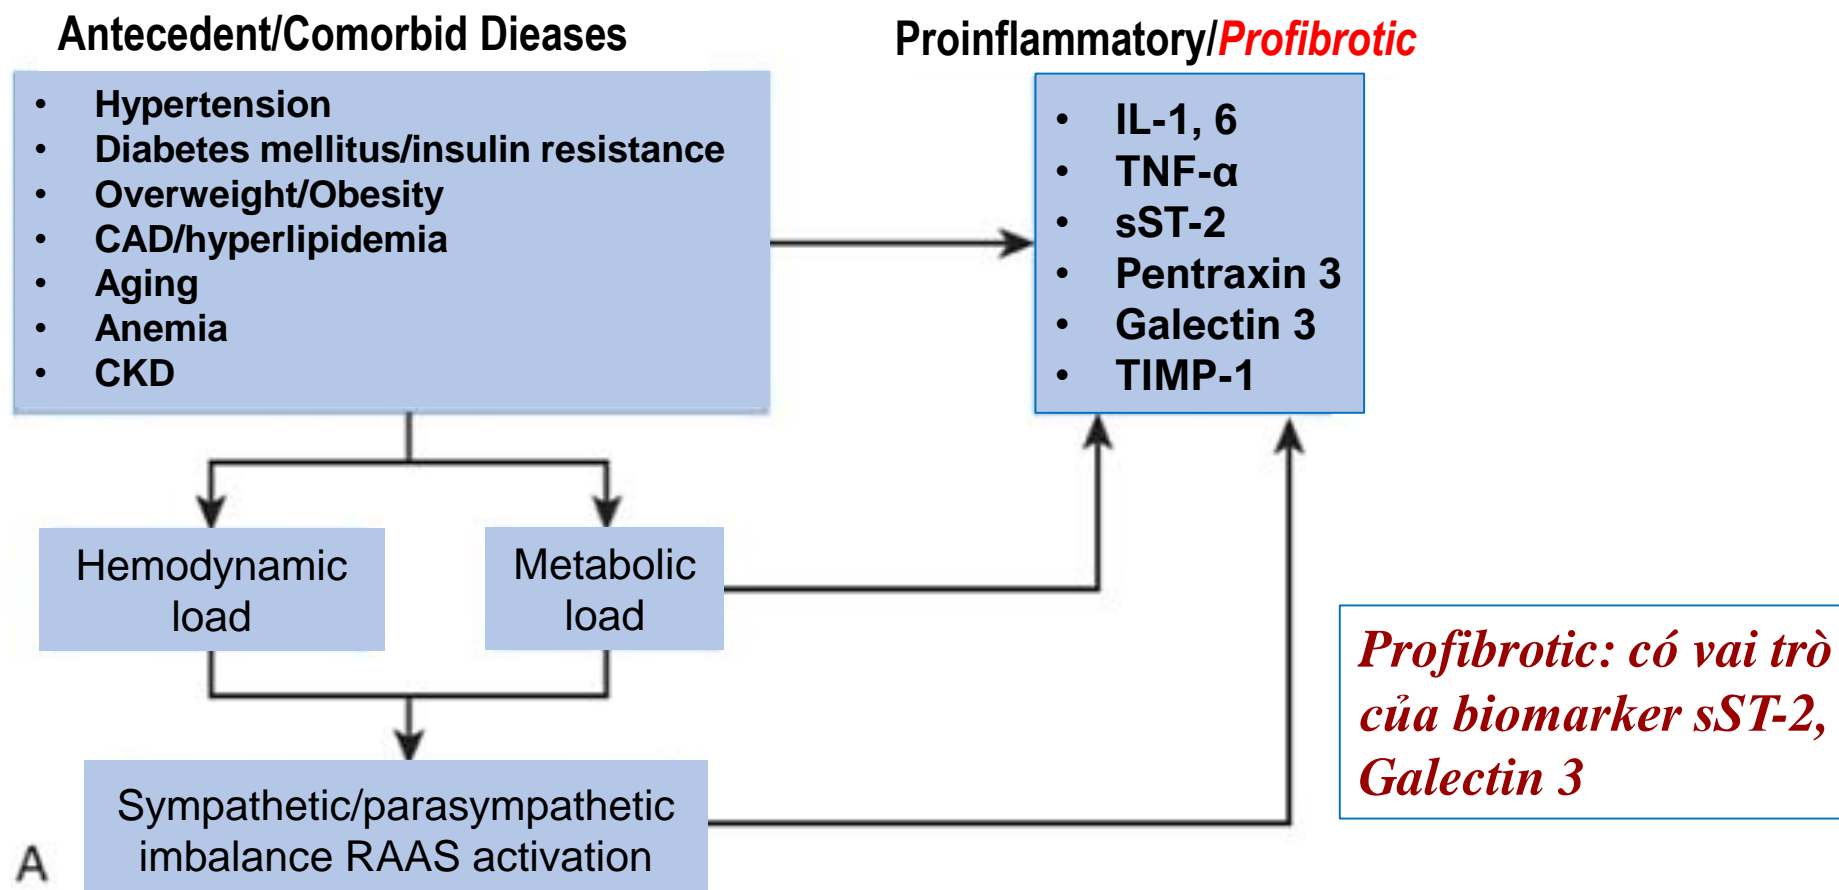 Antecedent/Comorbid Dieases
• Hypertension
• Diabetes mellitus/insulin resistance
• Overweight/Obesity
• CAD/hyperlipidemia
• Aging
• Anemia
• CKD
Proinflammatory/Profibrotic
• IL-1, 6
• TNF-α
• sST-2
• Pentraxin 3
• Galectin 3
• TIMP-1
Hemodynamic
load
Metabolic
load
Sympathetic/parasympathetic
imbalance RAAS activation
Profibrotic: có vai trò
của biomarker sST-2,
Galectin 3
A